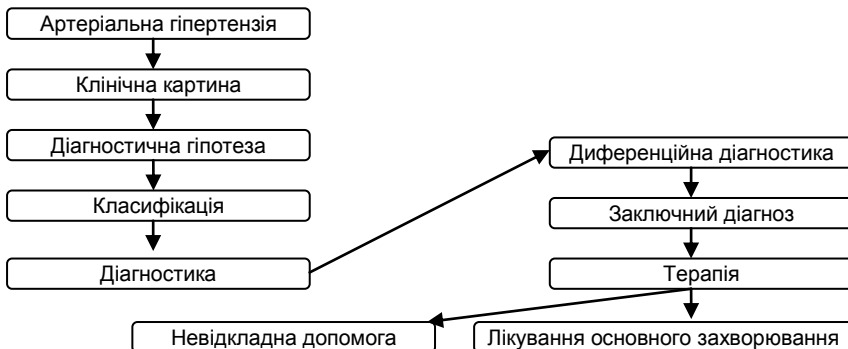 Артеріальна гіпертензія
Клінічна картина
Діагностична гіпотеза
Класифікація
Діагностика
Диференційна діагностика
Заключний діагноз
Терапія
Невідкладна допомога
Лікування основного захворювання